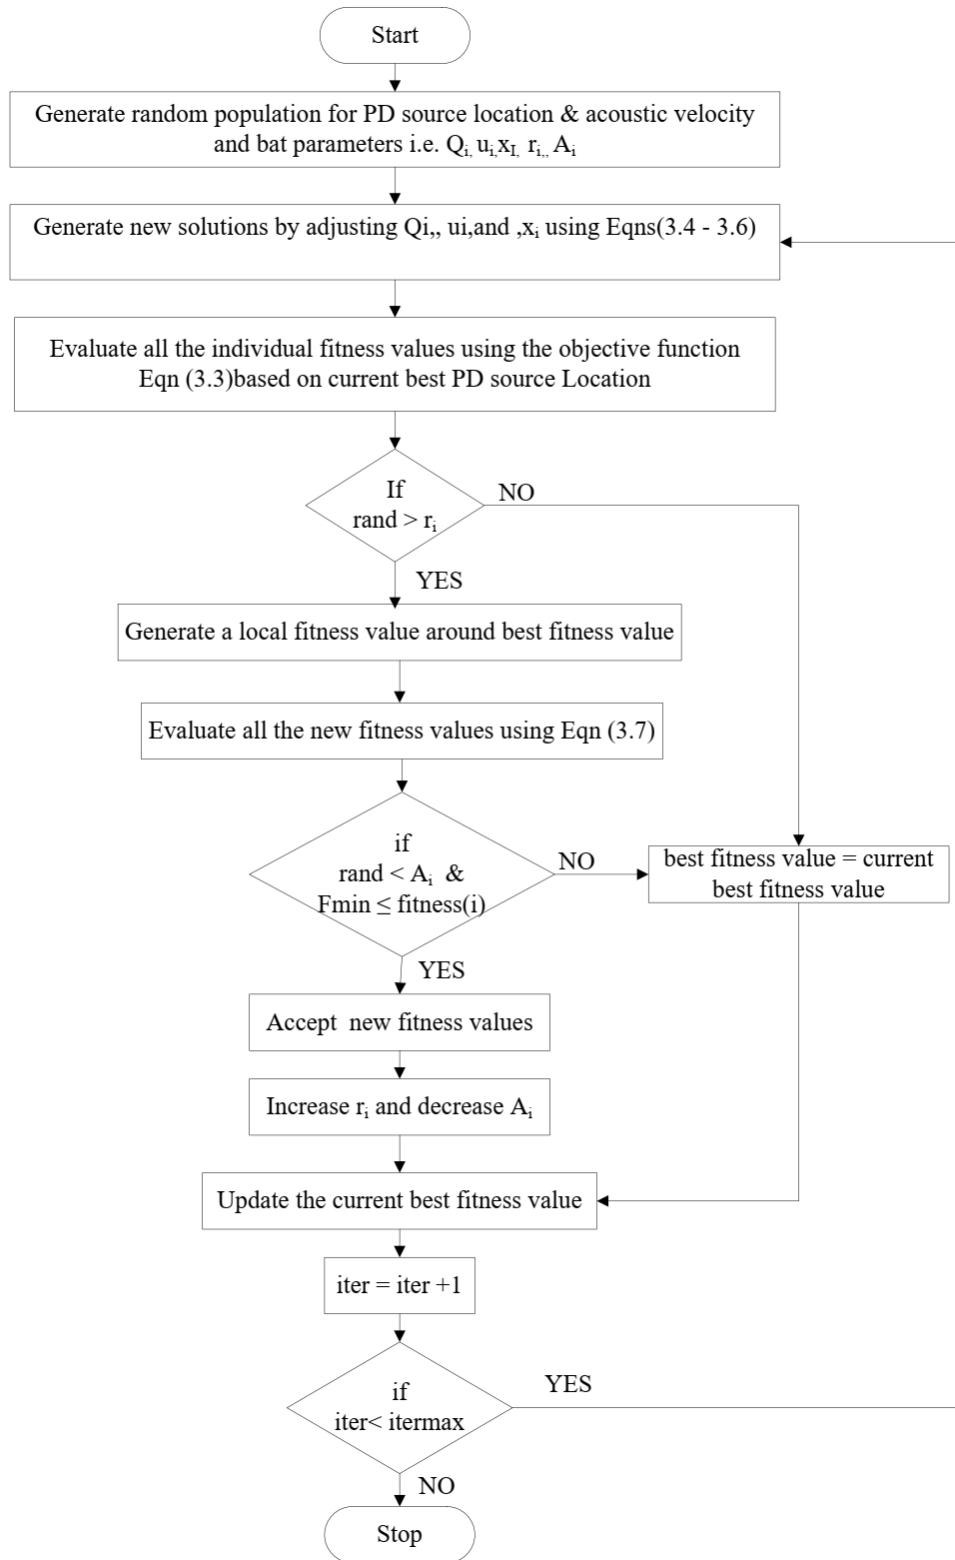 Start
Generate random population for PD source location & acoustic velocity
and bat parameters i.e. Qi, ui,xI, ri,, Ai
Generate new solutions by adjusting Qi,, ui,and ,xi using Eqns(3.4 - 3.6)
Evaluate all the individual fitness values using the objective function
Eqn (3.3)based on current best PD source Location
If
rand > ri
NO
YES
Generate a local fitness value around best fitness value
Evaluate all the new fitness values using Eqn (3.7)
if
rand < Ai &
Fmin ≤ fitness(i)
NO
best fitness value = current
best fitness value
YES
Accept new fitness values
Increase ri and decrease Ai
Update the current best fitness value
iter = iter +1
if
iter< itermax
YES
NO
Stop